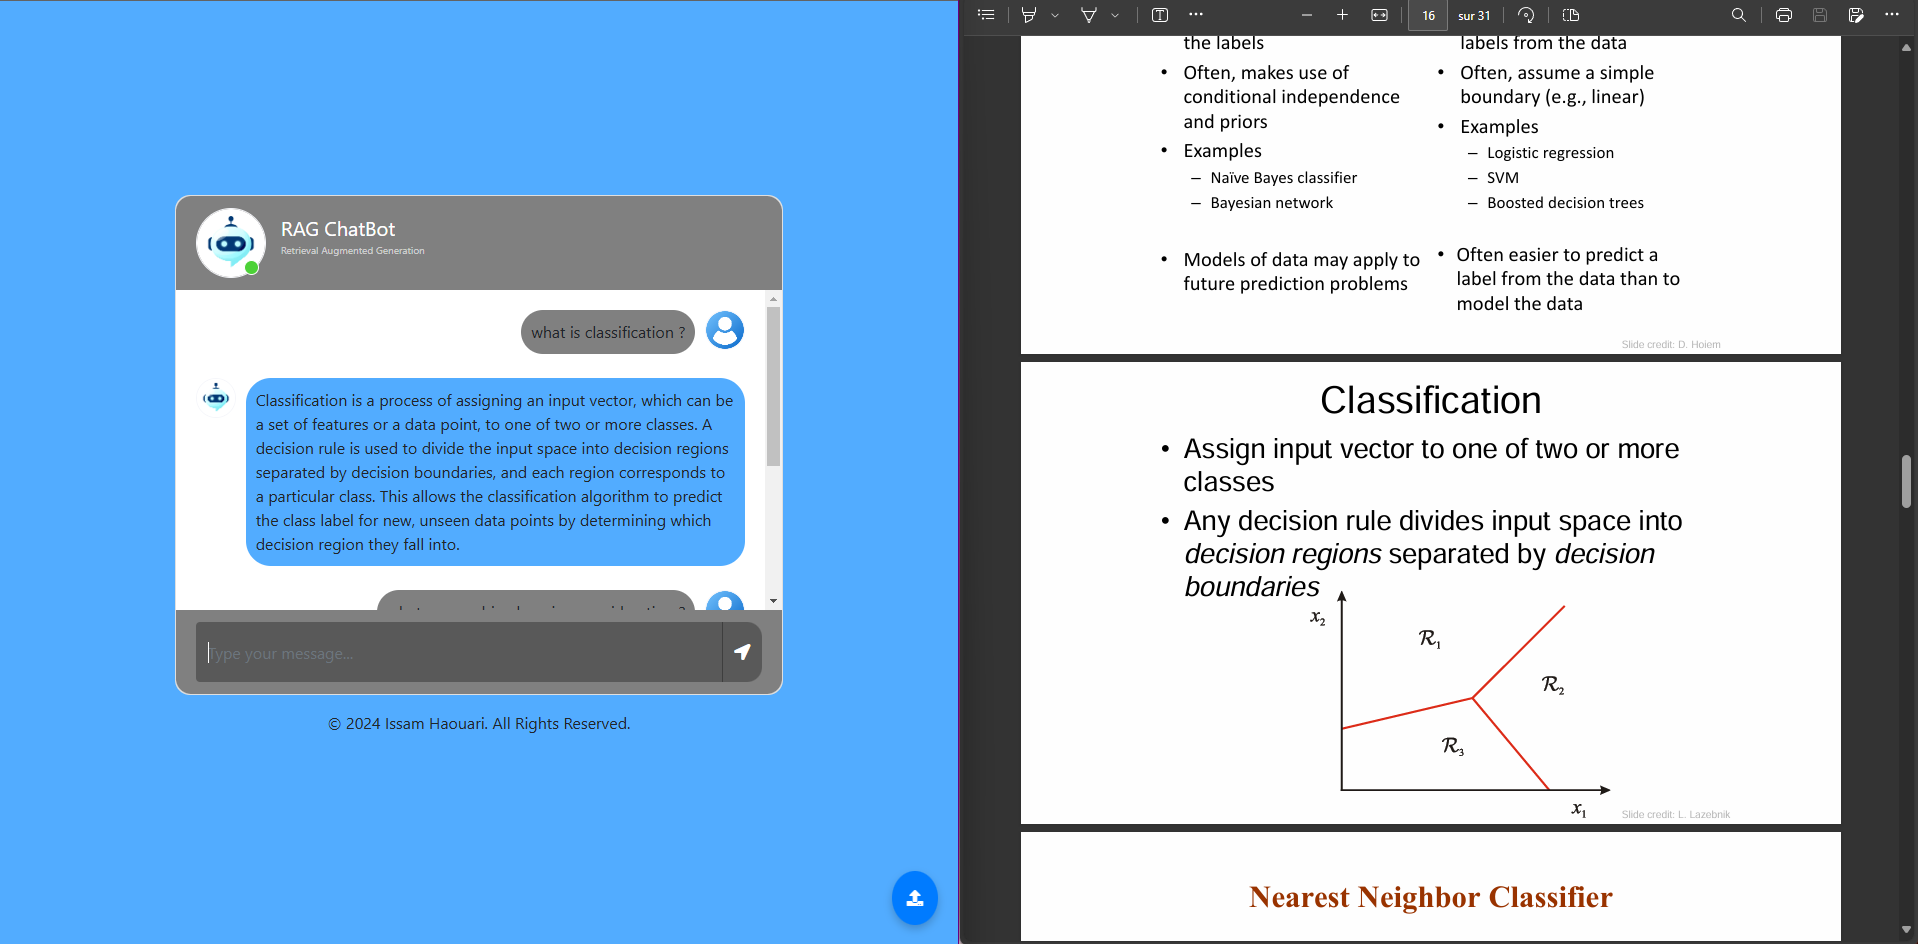 RAG ChatBot
Retrieval Augmented Generation
what is classification ?
Classification is a process of assigning an input vector, which can be
a set of features or a data point, to one of two or more classes. A
decision rule is used to divide the input space into decision regions
separated by decision boundaries, and each region corresponds to
a particular class. This allows the classification algorithm to predict
the class label for new, unseen data points by determining which
decision region they fall into.
Type your message...
© 2024 Issam Haouari. All Rights Reserved.
16 sur 31
the labels
• Often, makes use of
conditional independence
and priors
• Examples
– Naïve Bayes classifier
– Bayesian network
• Models of data may apply to
future prediction problems
labels from the data
• Often, assume a simple
boundary (e.g., linear)
• Examples
– Logistic regression
– SVM
– Boosted decision trees
• Often easier to predict a
label from the data than to
model the data
Slide credit: D. Hoiem
Classification
• Assign input vector to one of two or more
classes
• Any decision rule divides input space into
decision regions separated by decision
boundaries
x2
R1
R2
R3
x1
Slide credit: L. Lazebnik
Nearest Neighbor Classifier